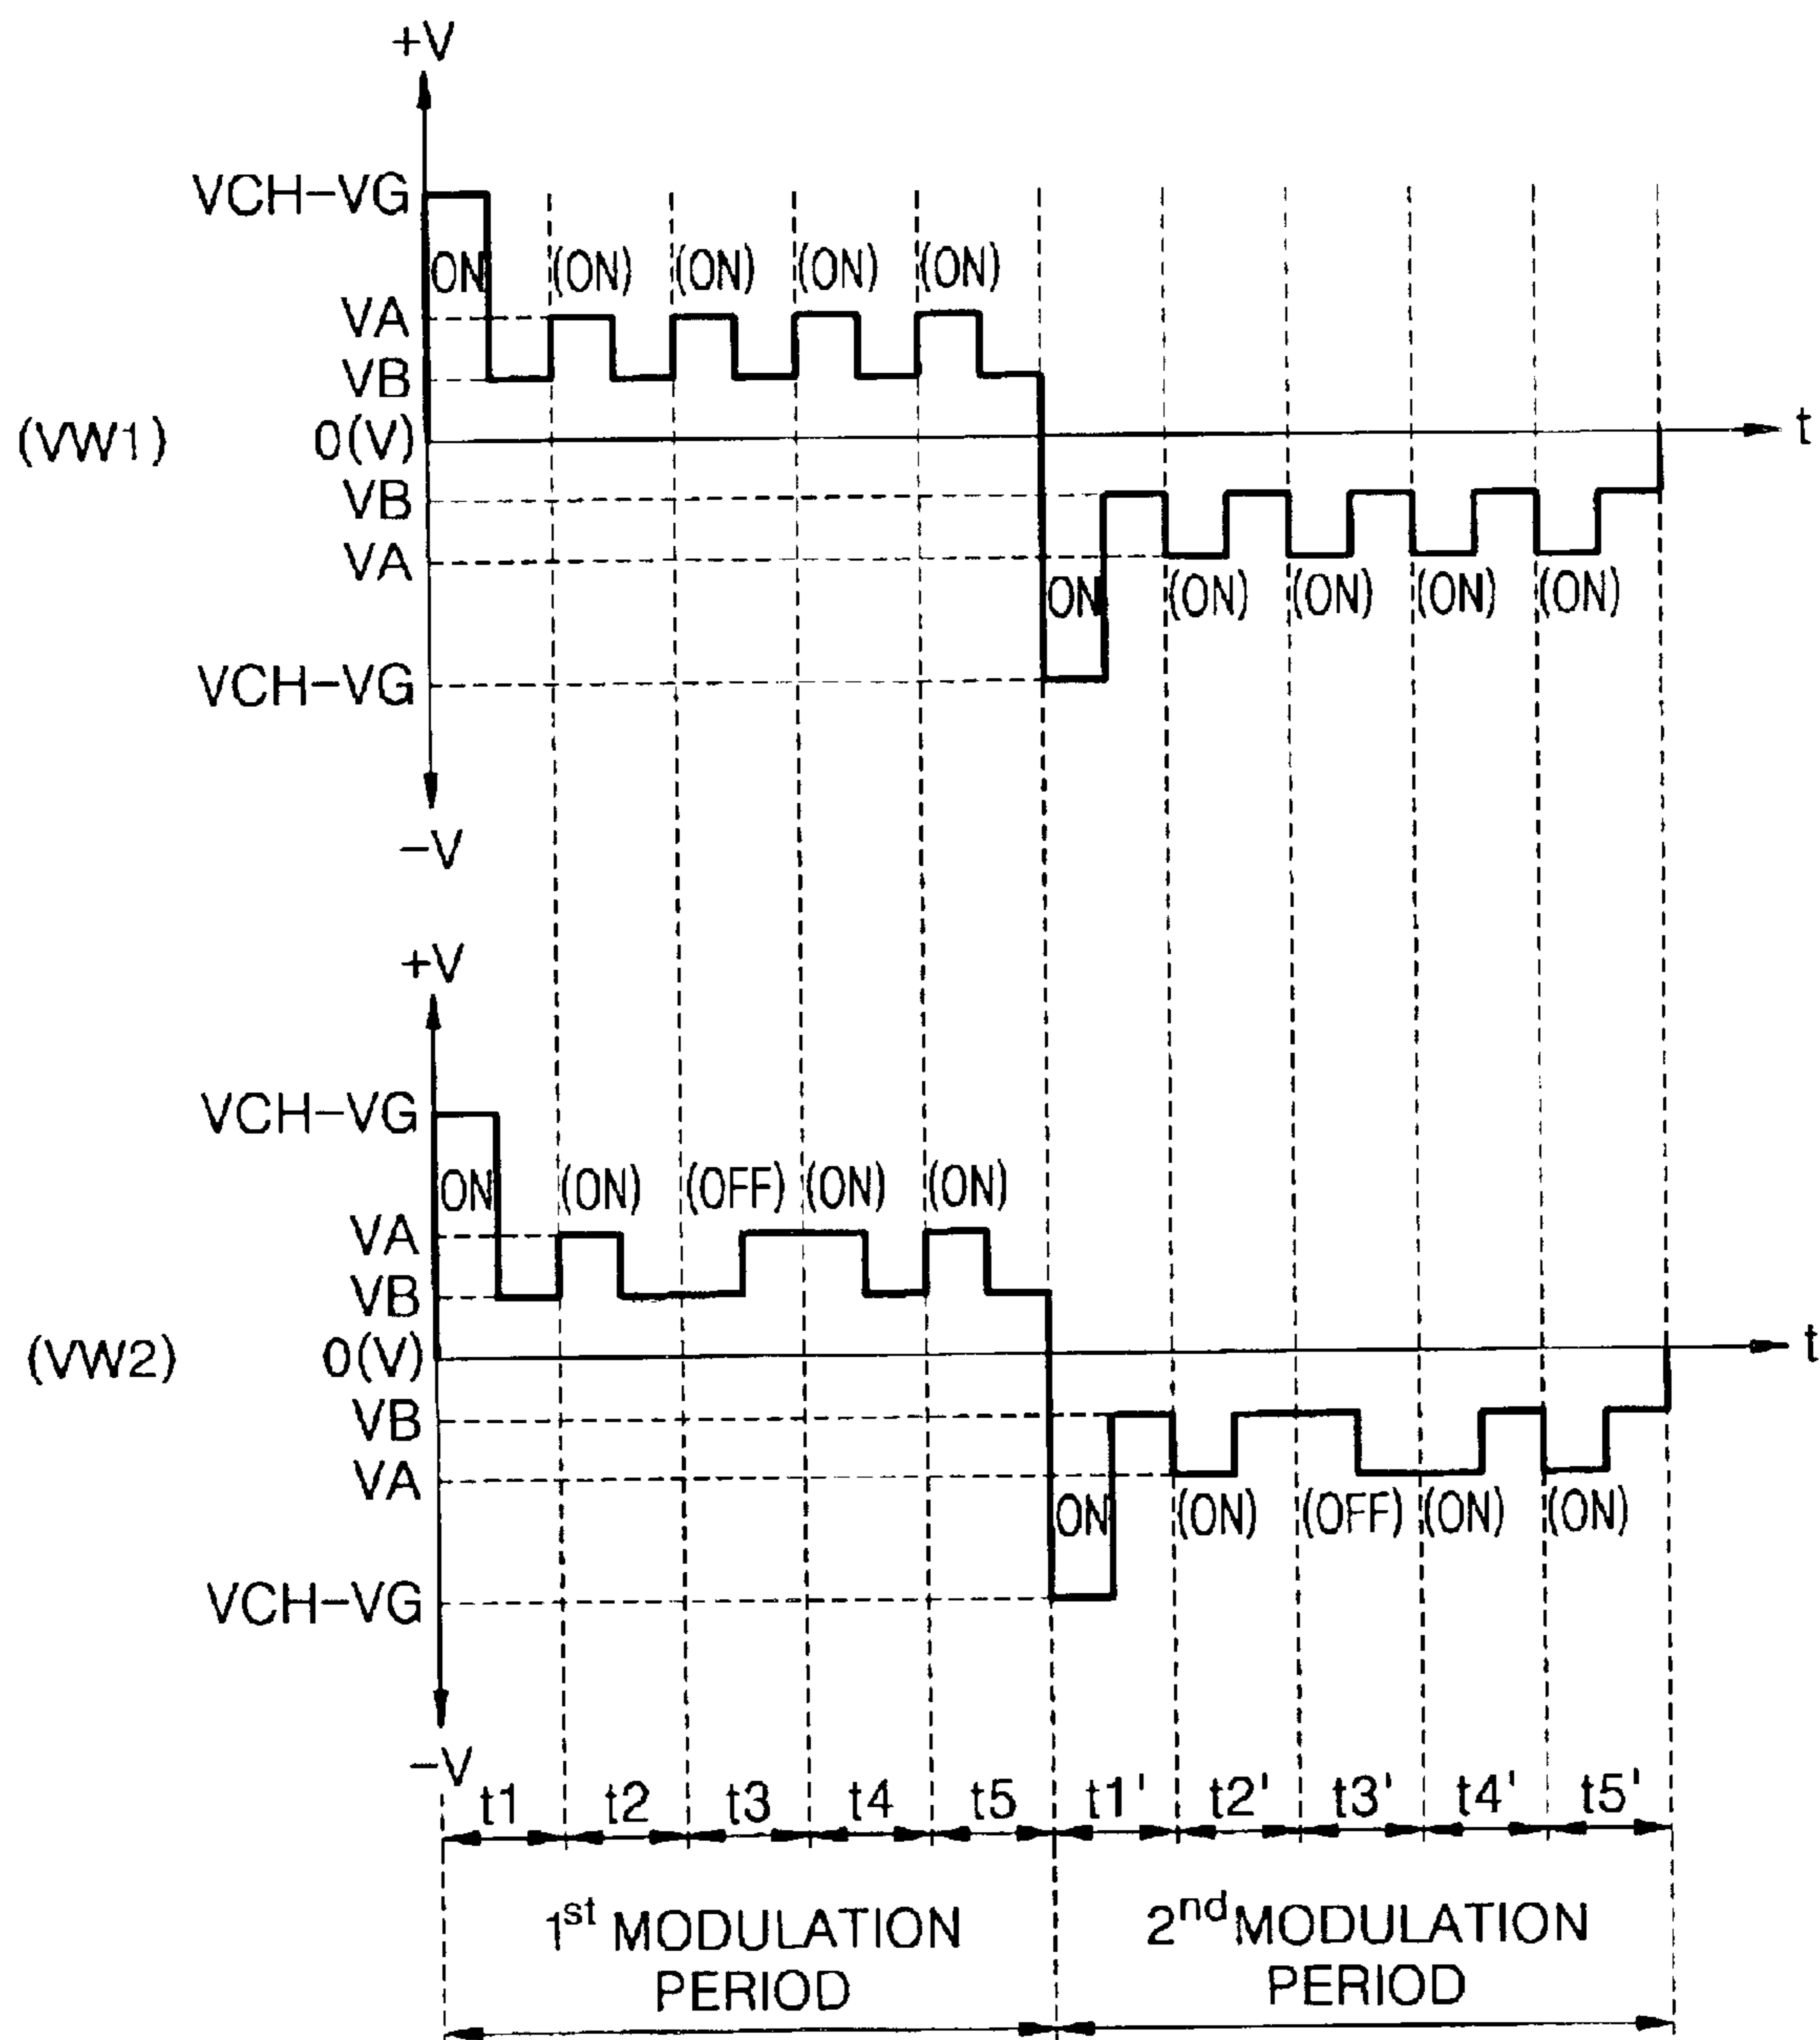 +V
VCH-VG
ON (ON) (ON) (ON) (ON)
VA
VB
(VW1) 0(V) t
VB
VA
ON (ON) (ON) (ON) (ON)
VCH-VG
-V
+V
VCH-VG
ON (ON) (OFF) (ON) (ON)
VA
VB
(VW2) 0(V) t
VB
VA
ON (ON) (OFF) (ON) (ON)
VCH-VG
-V
t1 t2 t3 t4 t5 t1' t2' t3' t4' t5'
1st MODULATION PERIOD
2nd MODULATION PERIOD